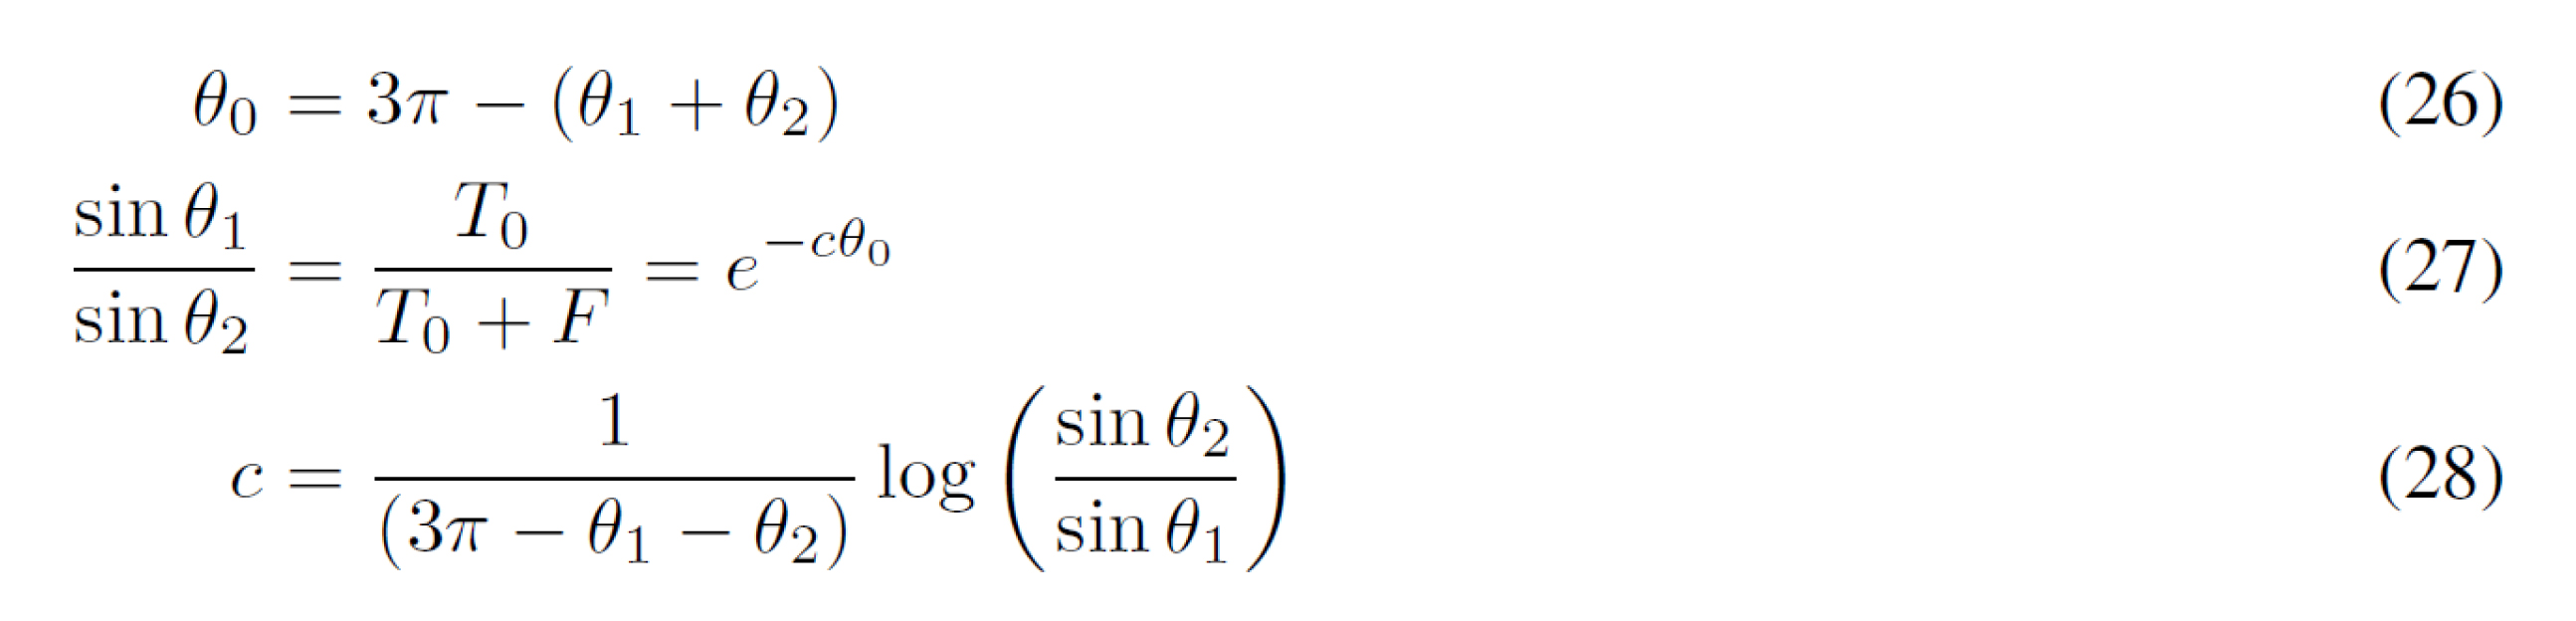 θ₀ = 3π − (θ₁ + θ₂) (26)
sin θ₁ / sin θ₂ = T₀ / (T₀ + F) = e^{−cθ₀} (27)
c = 1 / (3π − θ₁ − θ₂) log (sin θ₂ / sin θ₁) (28)